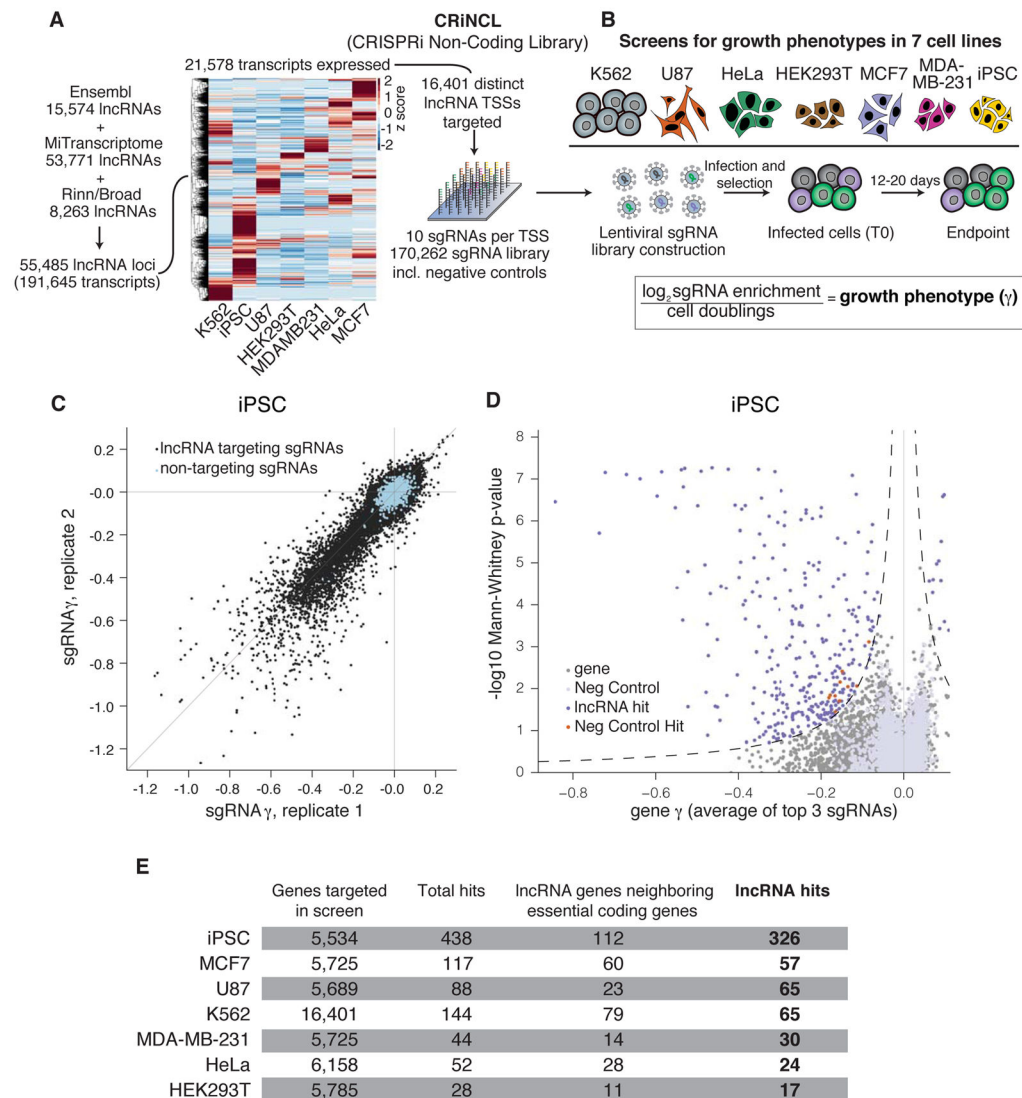 A
Ensembl
15,574 lncRNAs
+
MiTranscriptome
53,771 lncRNAs
+
Rinn/Broad
8,263 lncRNAs
55,485 lncRNA loci
(191,645 transcripts)
21,578 transcripts expressed
2
1
0
-1
-2
z score
K562
iPSC
U87
HEK293T
MDAMB231
HeLa
MCF7
CRiNCL
(CRISPRi Non-Coding Library)
16,401 distinct
lncRNA TSSs
targeted
10 sgRNAs per TSS
170,262 sgRNA library
incl. negative controls
B
Screens for growth phenotypes in 7 cell lines
K562
U87
HeLa
HEK293T
MCF7
MDA-
MB-231
iPSC
Infection and
selection
12-20 days
Lentiviral sgRNA
library construction
Infected cells (T0)
Endpoint
log₂sgRNA enrichment
cell doublings
= growth phenotype (γ)
C
iPSC
lncRNA targeting sgRNAs
non-targeting sgRNAs
0.2
-0.0
-0.2
-0.4
-0.6
-0.8
-1.0
-1.2
sgRNAγ, replicate 2
-1.2 -1.0 -0.8 -0.6 -0.4 -0.2 -0.0 0.2
sgRNAγ, replicate 1
D
iPSC
8
7
6
5
4
3
2
1
0
-log10 Mann-Whitney p-value
gene
Neg Control
lncRNA hit
Neg Control Hit
−0.8 −0.6 −0.4 −0.2 0.0
gene γ (average of top 3 sgRNAs)
E
Genes targeted
in screen
Total hits
lncRNA genes neighboring
essential coding genes
lncRNA hits
iPSC 5,534 438 112 326
MCF7 5,725 117 60 57
U87 5,689 88 23 65
K562 16,401 144 79 65
MDA-MB-231 5,725 44 14 30
HeLa 6,158 52 28 24
HEK293T 5,785 28 11 17